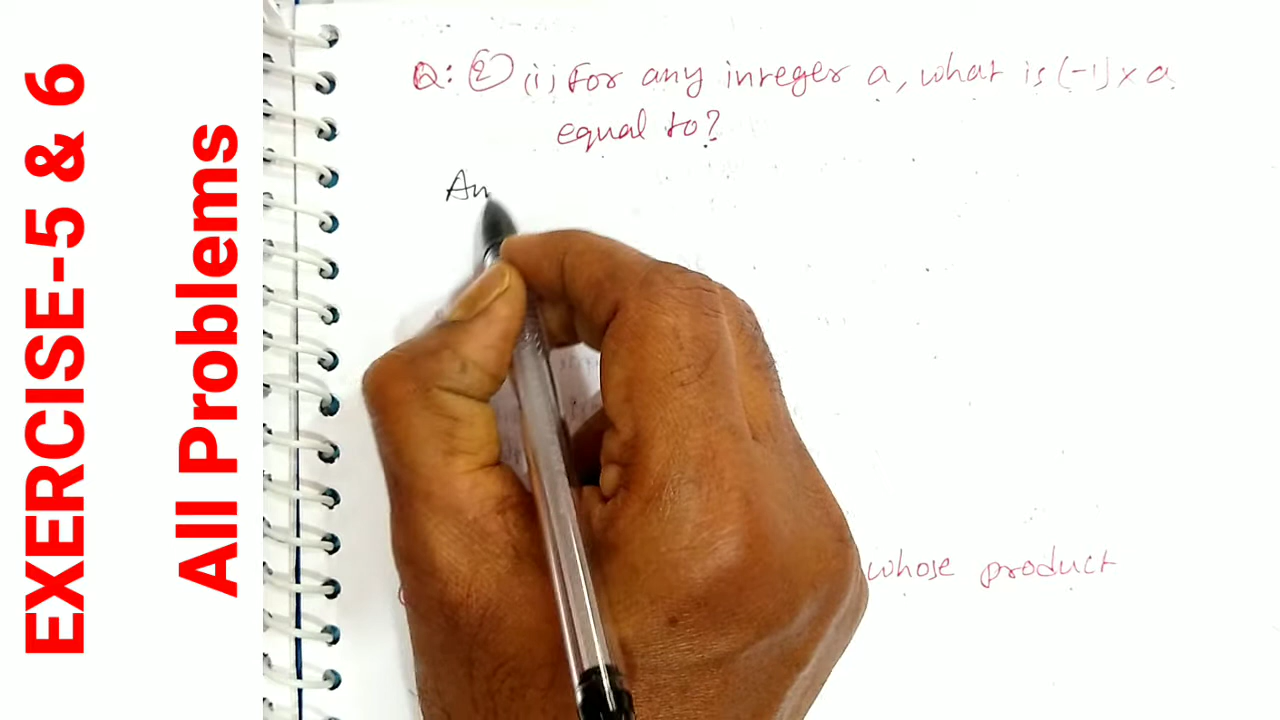 EXERCISE-5 & 6
All Problems
Q: (2) (i) For any integer a, what is (-1) x a
equal to?
An
whose product